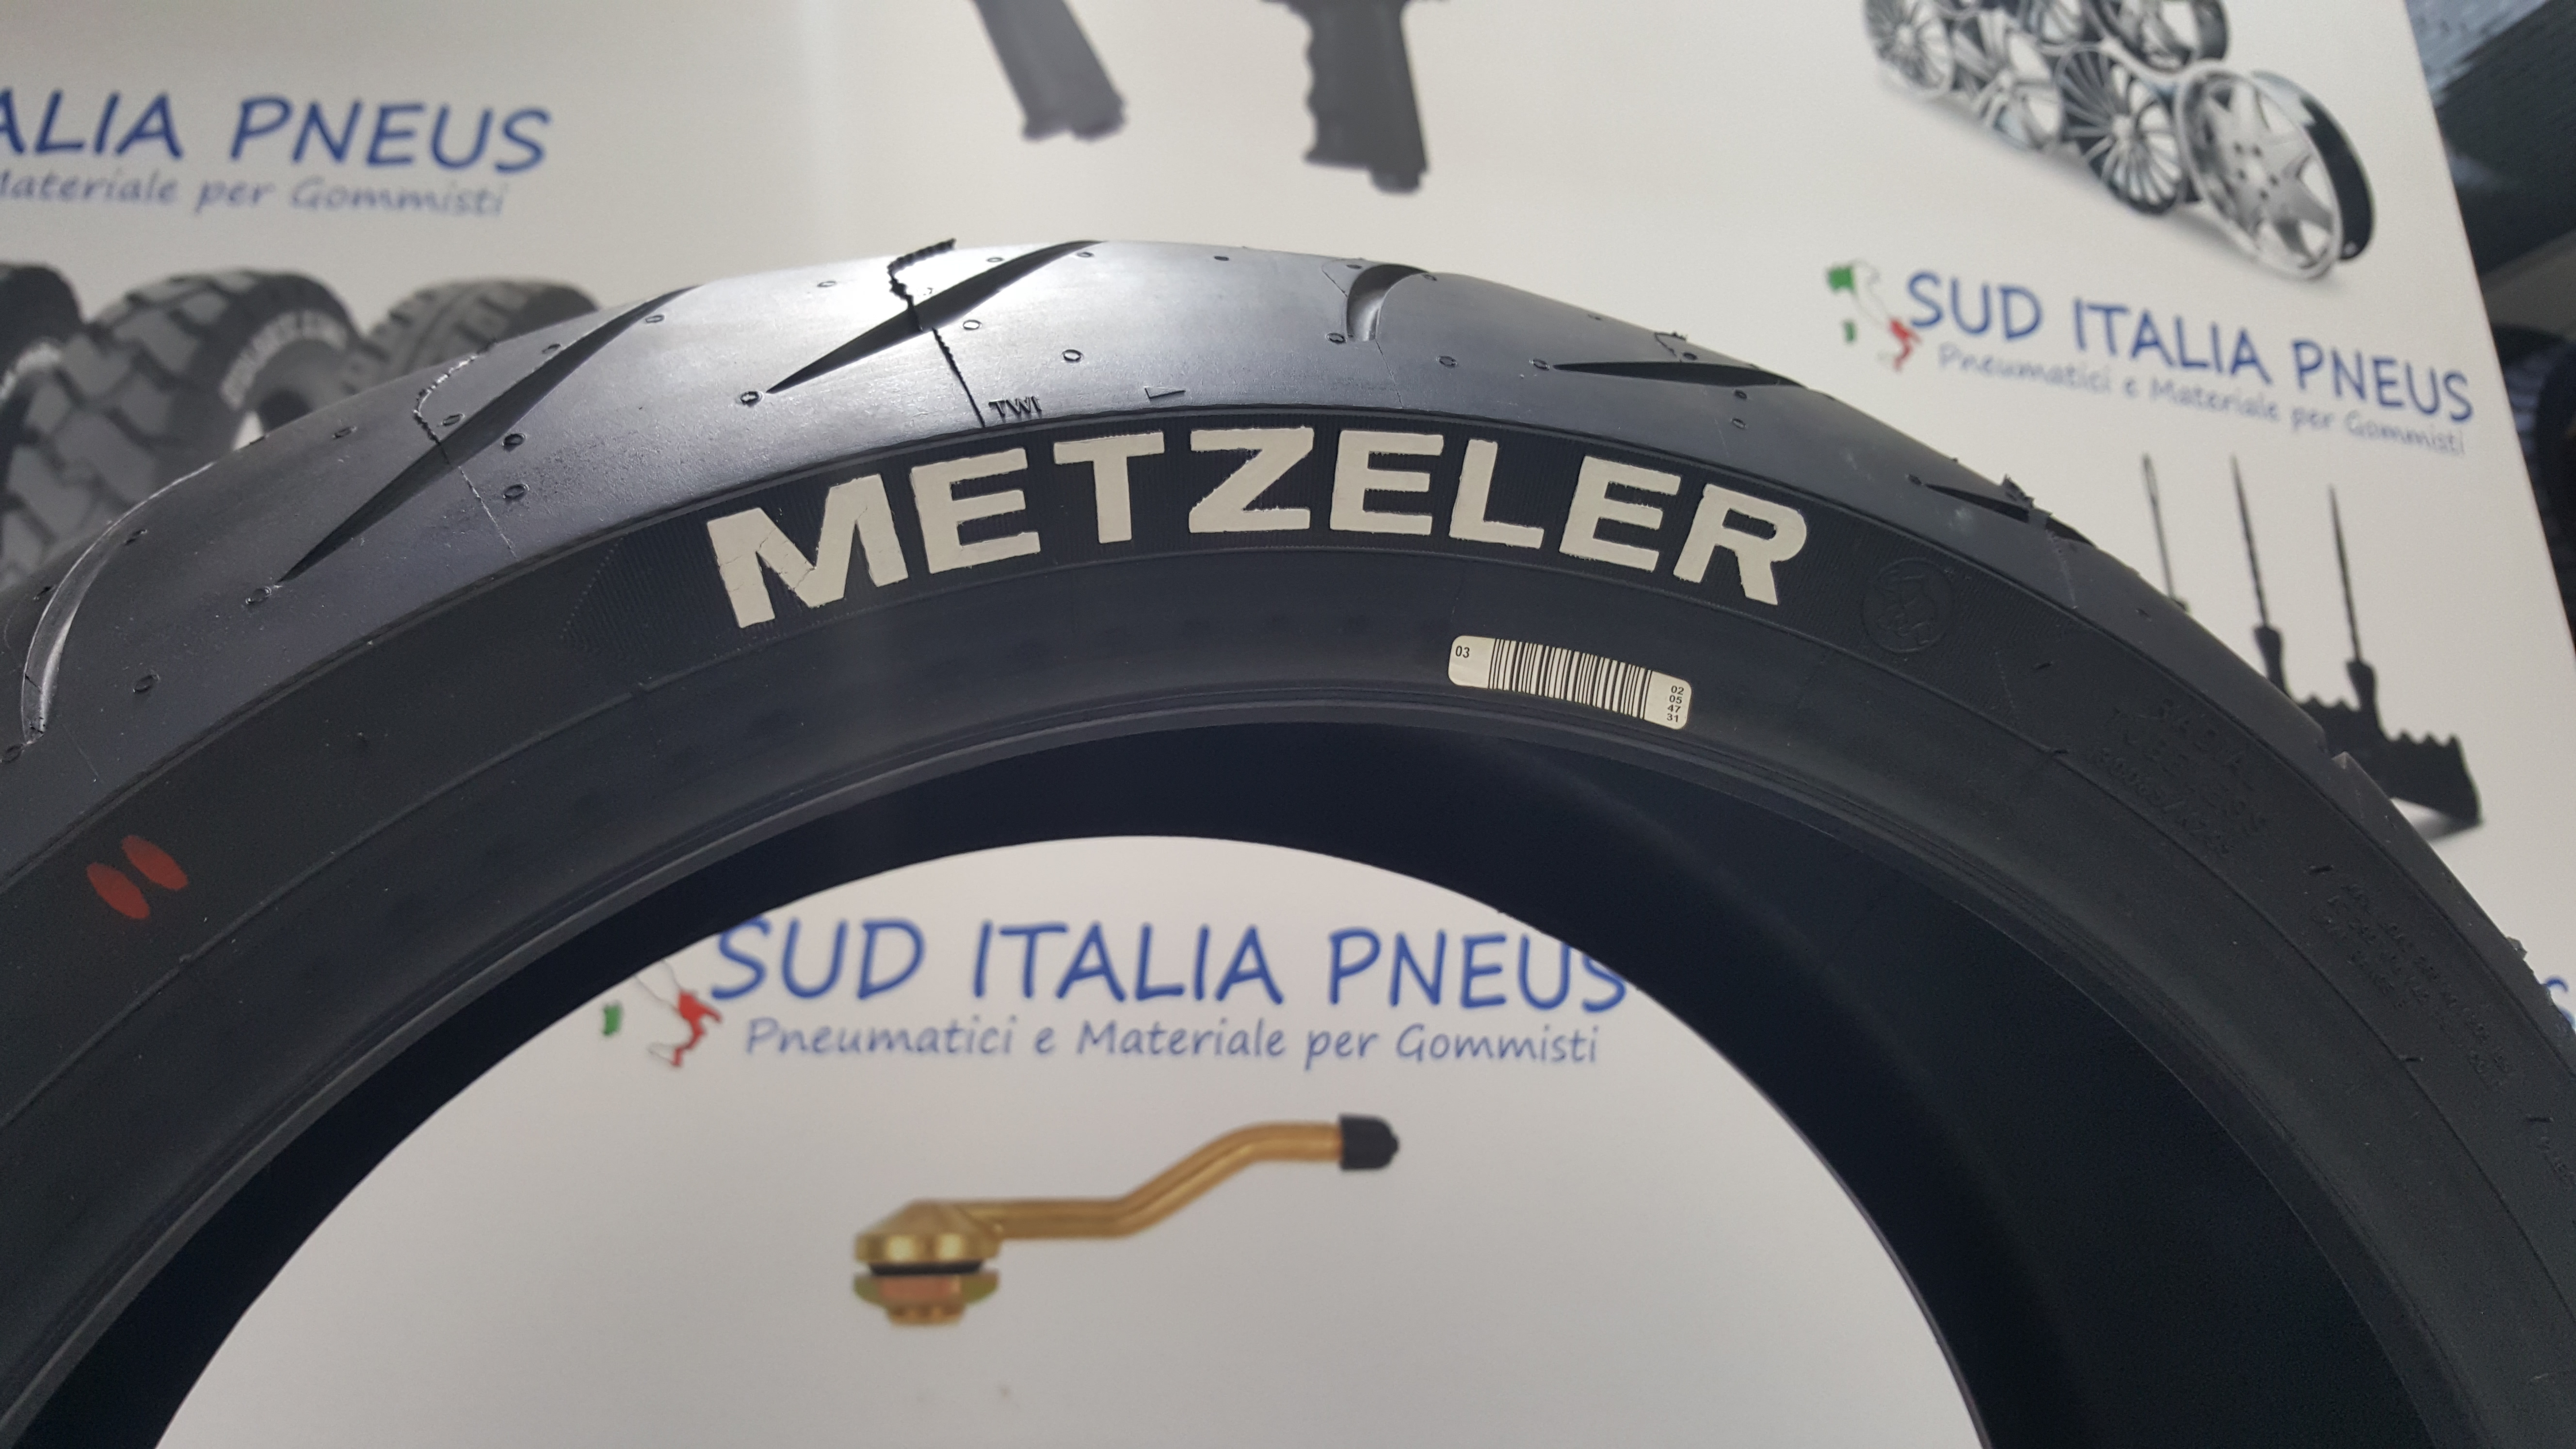 ALIA PNEUS
Materiale per Gommisti
SUD ITALIA PNEUS
Pneumatici e Materiale per Gommisti
TWI
METZELER
03
02
05
47
31
RADIAL
SUD ITALIA PNEUS
Pneumatici e Materiale per Gommisti